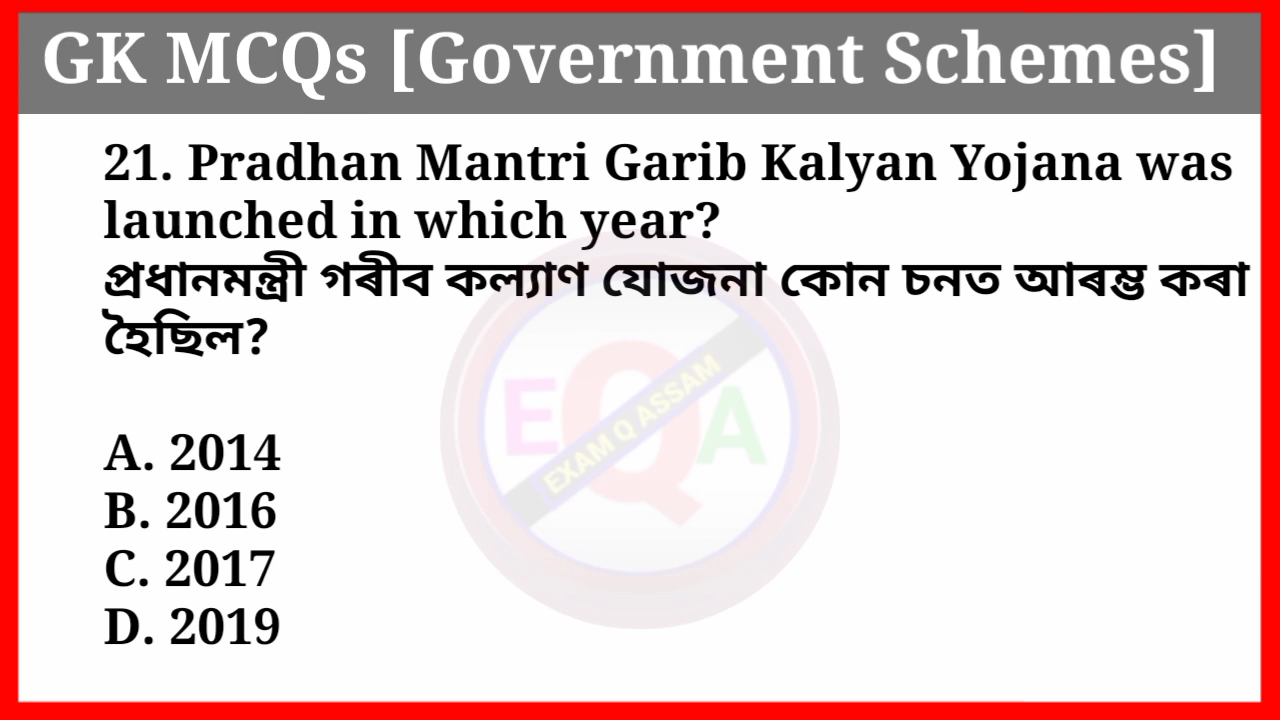 GK MCQs [Government Schemes]
21. Pradhan Mantri Garib Kalyan Yojana was
launched in which year?
প্ৰধানমন্ত্ৰী গৰীব কল্যাণ যোজনা কোন চনত আৰম্ভ কৰা
হৈছিল?
EQA
EXAM Q ASSAM
A. 2014
B. 2016
C. 2017
D. 2019